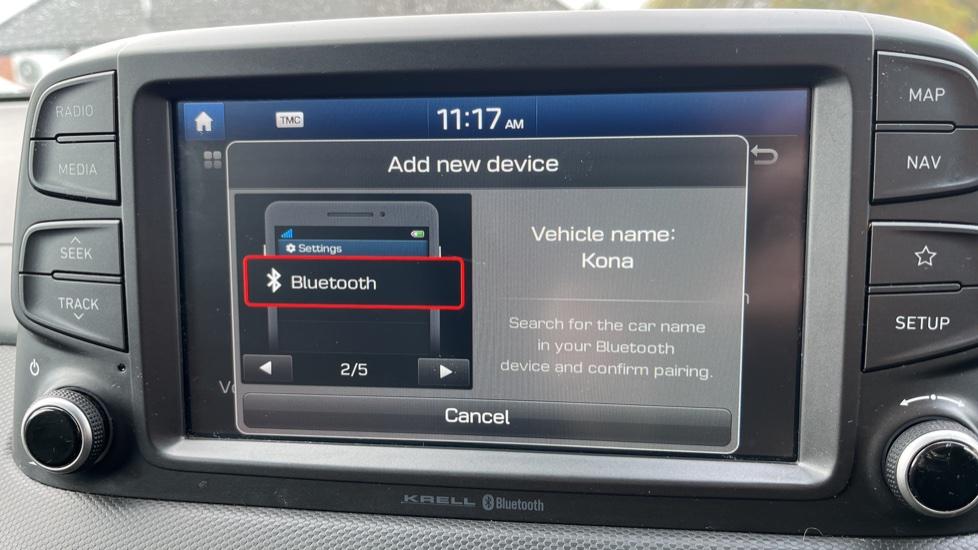 RADIO
MEDIA
SEEK
TRACK
TMC
11:17 AM
Add new device
Settings
Bluetooth
2/5
Vehicle name:
Kona
Search for the car name
in your Bluetooth
device and confirm pairing.
Cancel
MAP
NAV
SETUP
KRELL Bluetooth